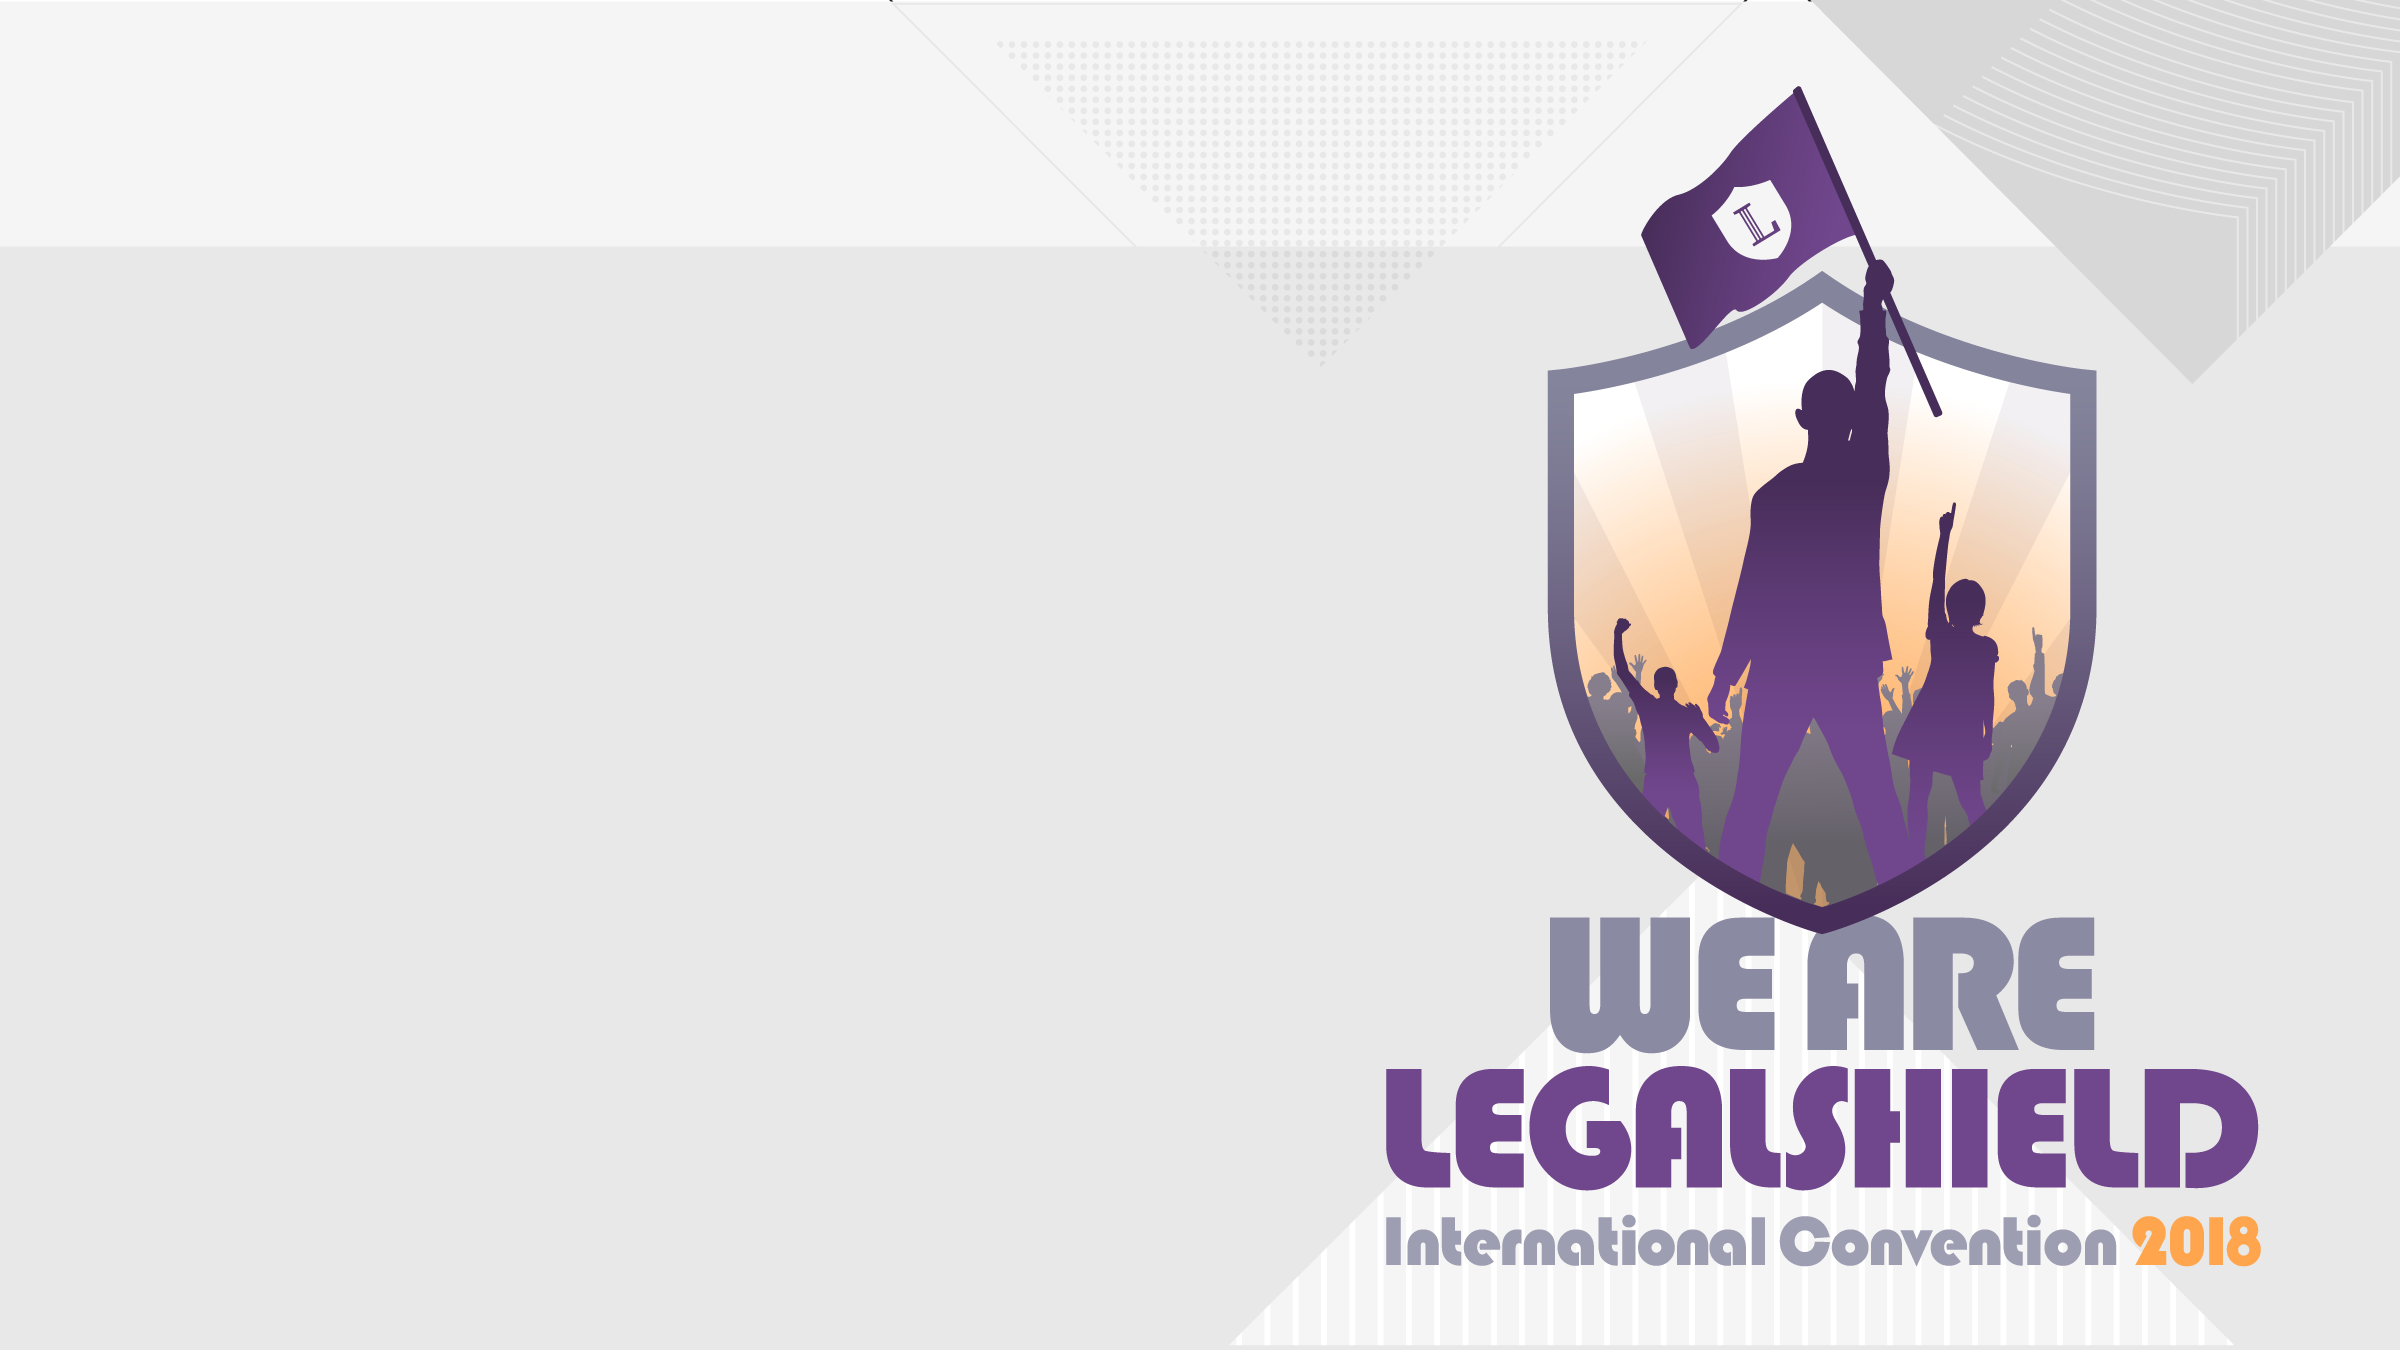 L
WE ARE
LEGALSHIELD
International Convention 2018